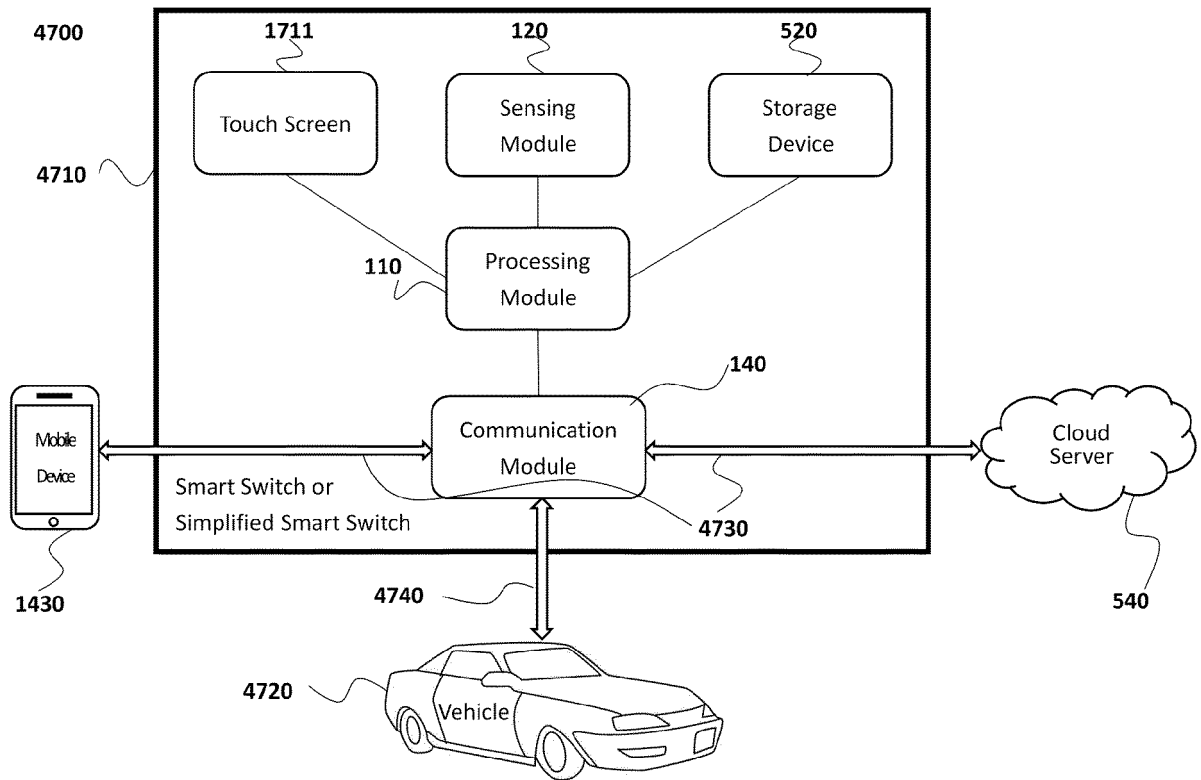 4700
1711
120
520
Touch Screen
Sensing
Module
Storage
Device
4710
110
Processing
Module
140
Mobile
Device
Communication
Module
Cloud
Server
Smart Switch or
Simplified Smart Switch
4730
1430
4740
540
4720
Vehicle